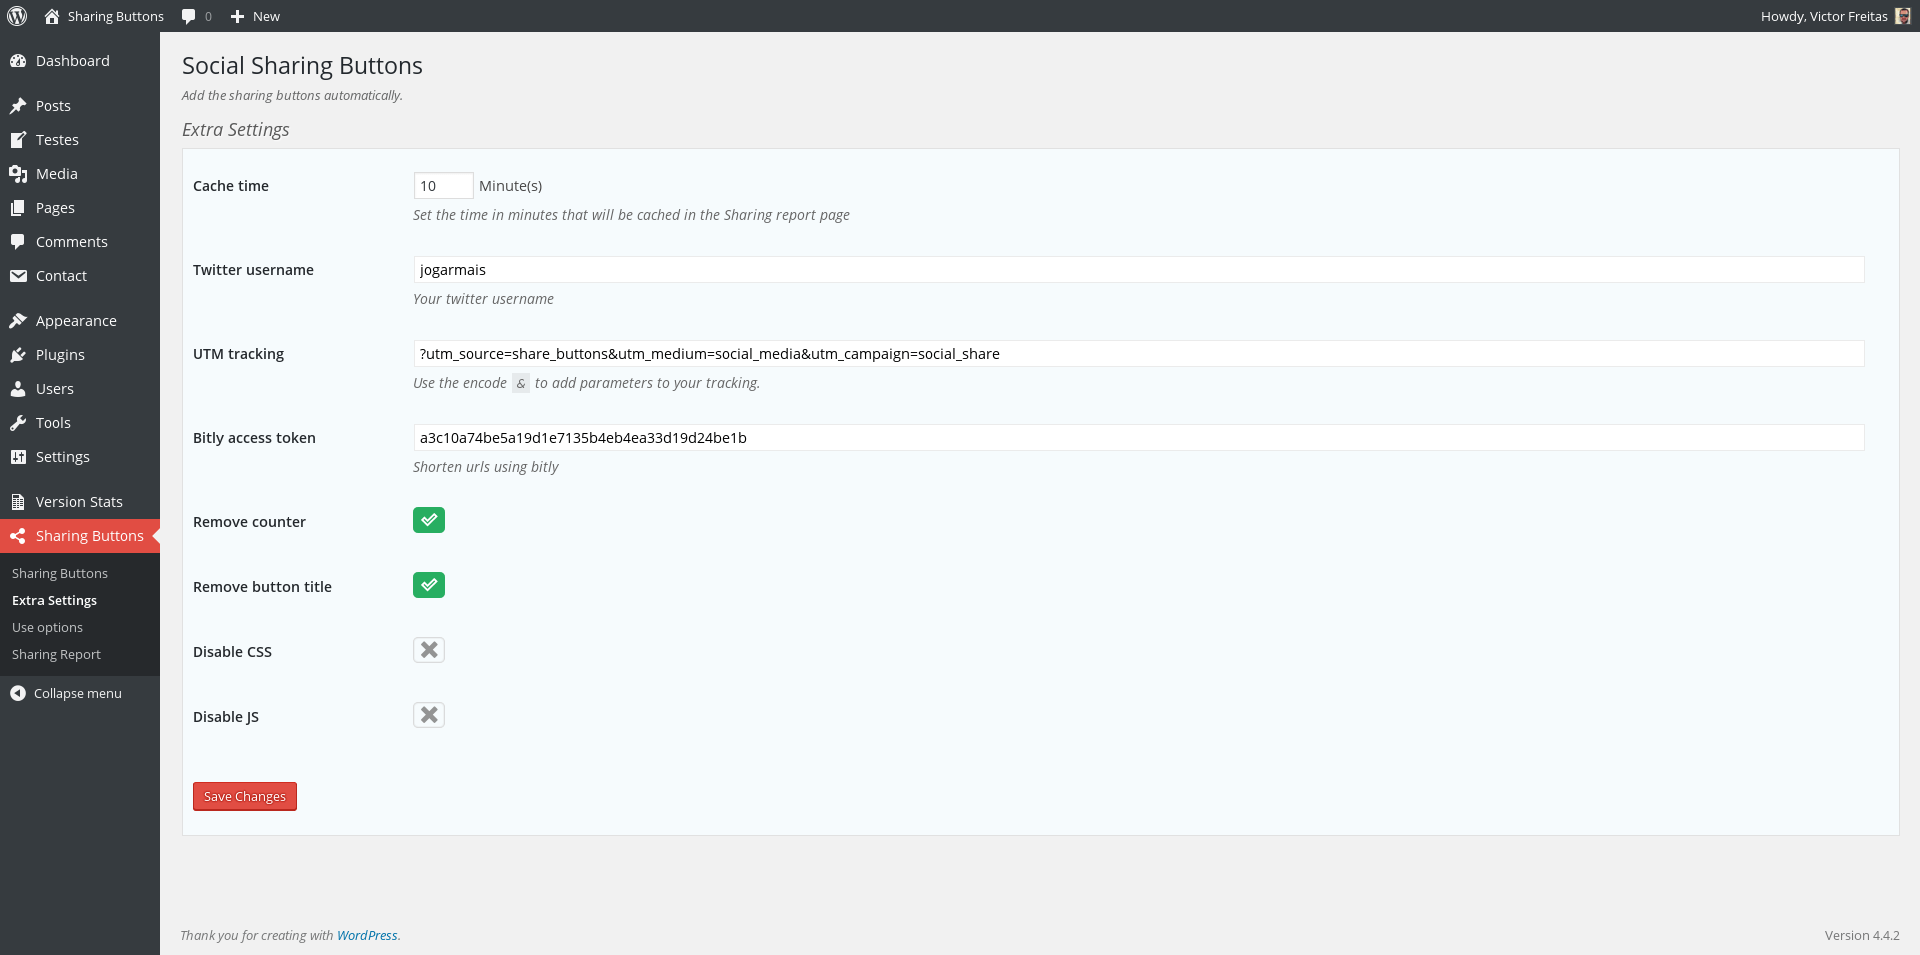 Sharing Buttons 0 New Howdy, Victor Freitas
Dashboard
Posts
Testes
Media
Pages
Comments
Contact
Appearance
Plugins
Users
Tools
Settings
Version Stats
Sharing Buttons
Sharing Buttons
Extra Settings
Use options
Sharing Report
Collapse menu
Social Sharing Buttons
Add the sharing buttons automatically.
Extra Settings
Cache time 10 Minute(s)
Set the time in minutes that will be cached in the Sharing report page
Twitter username jogarmais
Your twitter username
UTM tracking ?utm_source=share_buttons&utm_medium=social_media&utm_campaign=social_share
Use the encode & to add parameters to your tracking.
Bitly access token a3c10a74be5a19d1e7135b4eb4ea33d19d24be1b
Shorten urls using bitly
Remove counter
Remove button title
Disable CSS
Disable JS
Save Changes
Thank you for creating with WordPress. Version 4.4.2